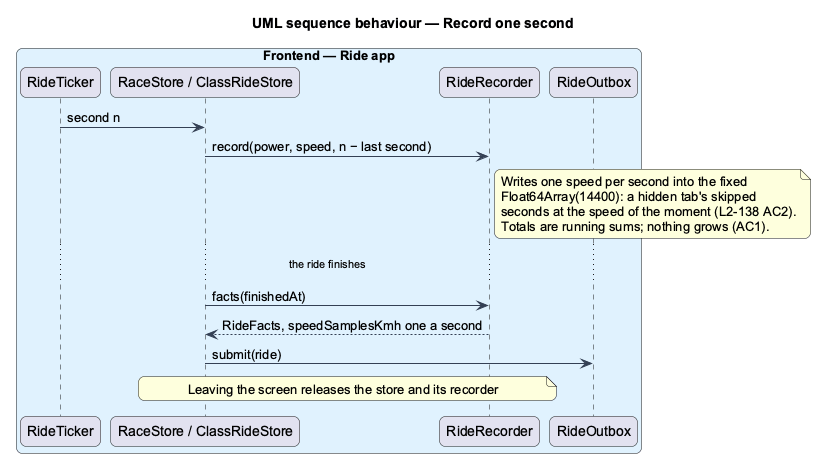 UML sequence behaviour — Record one second
Frontend — Ride app
RideTicker
RaceStore / ClassRideStore
RideRecorder
RideOutbox
second n
record(power, speed, n − last second)
Writes one speed per second into the fixed
Float64Array(14400): a hidden tab's skipped
seconds at the speed of the moment (L2-138 AC2).
Totals are running sums; nothing grows (AC1).
the ride finishes
facts(finishedAt)
RideFacts, speedSamplesKmh one a second
submit(ride)
Leaving the screen releases the store and its recorder
RideTicker
RaceStore / ClassRideStore
RideRecorder
RideOutbox